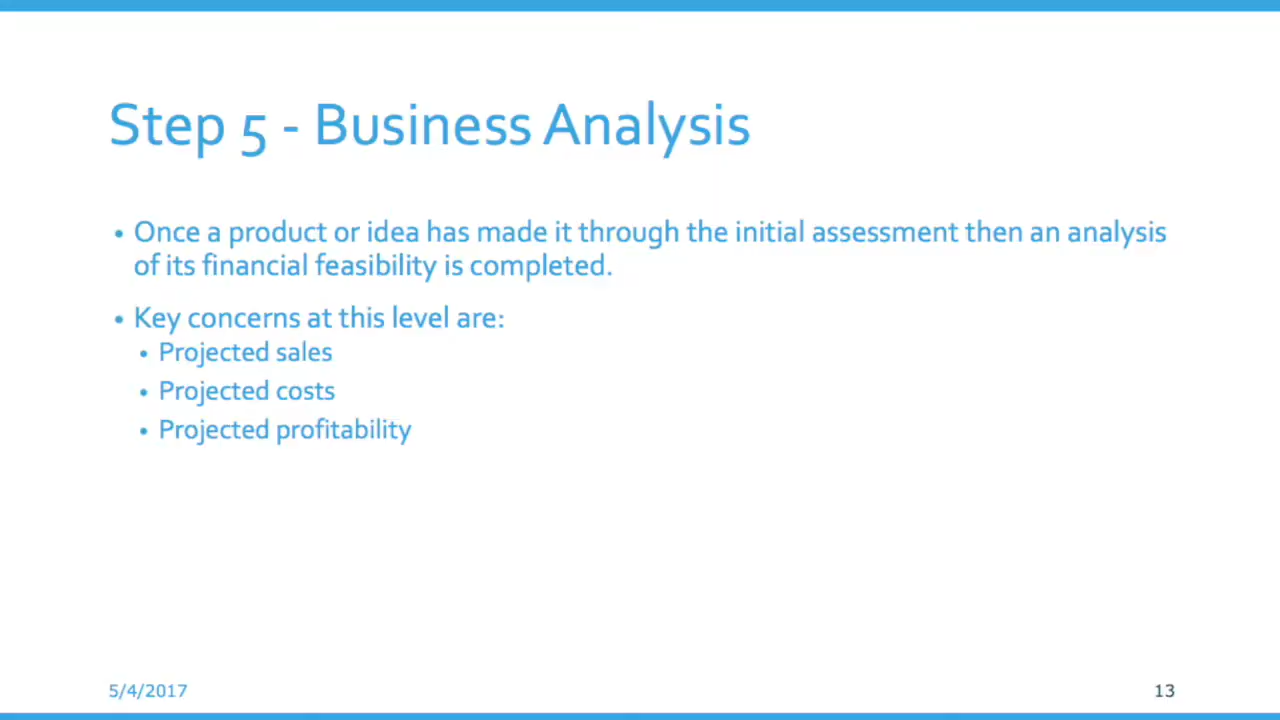 Step 5 - Business Analysis
• Once a product or idea has made it through the initial assessment then an analysis
of its financial feasibility is completed.
• Key concerns at this level are:
• Projected sales
• Projected costs
• Projected profitability
5/4/2017
13